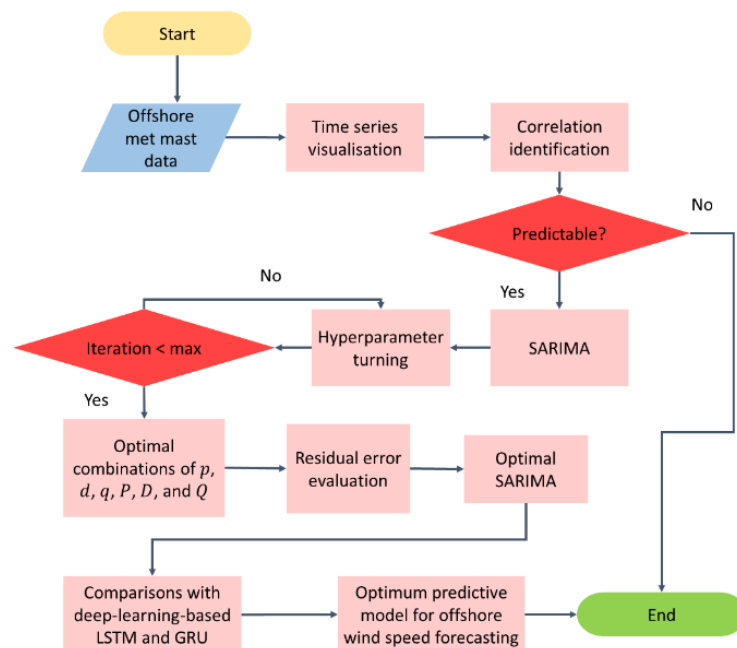 Start
Offshore
met mast
data
Time series
visualisation
Correlation
identification
No
Predictable?
Yes
No
Iteration < max
Hyperparameter
turning
SARIMA
Yes
Optimal
combinations of p,
d, q, P, D, and Q
Residual error
evaluation
Optimal
SARIMA
Comparisons with
deep-learning-based
LSTM and GRU
Optimum predictive
model for offshore
wind speed forecasting
End